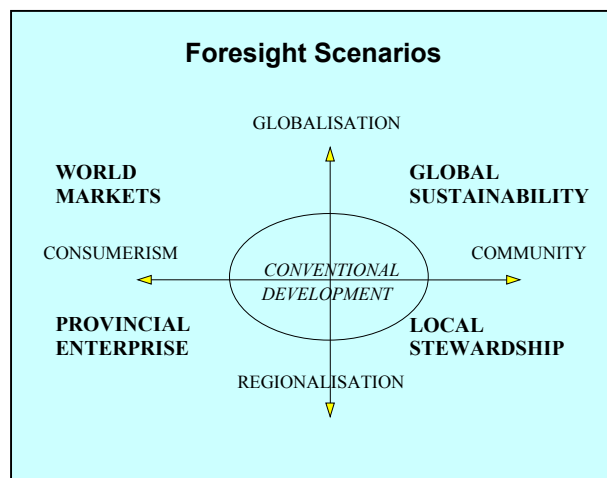 Foresight Scenarios
GLOBALISATION
WORLD
MARKETS
GLOBAL
SUSTAINABILITY
CONSUMERISM
COMMUNITY
CONVENTIONAL
DEVELOPMENT
PROVINCIAL
ENTERPRISE
LOCAL
STEWARDSHIP
REGIONALISATION